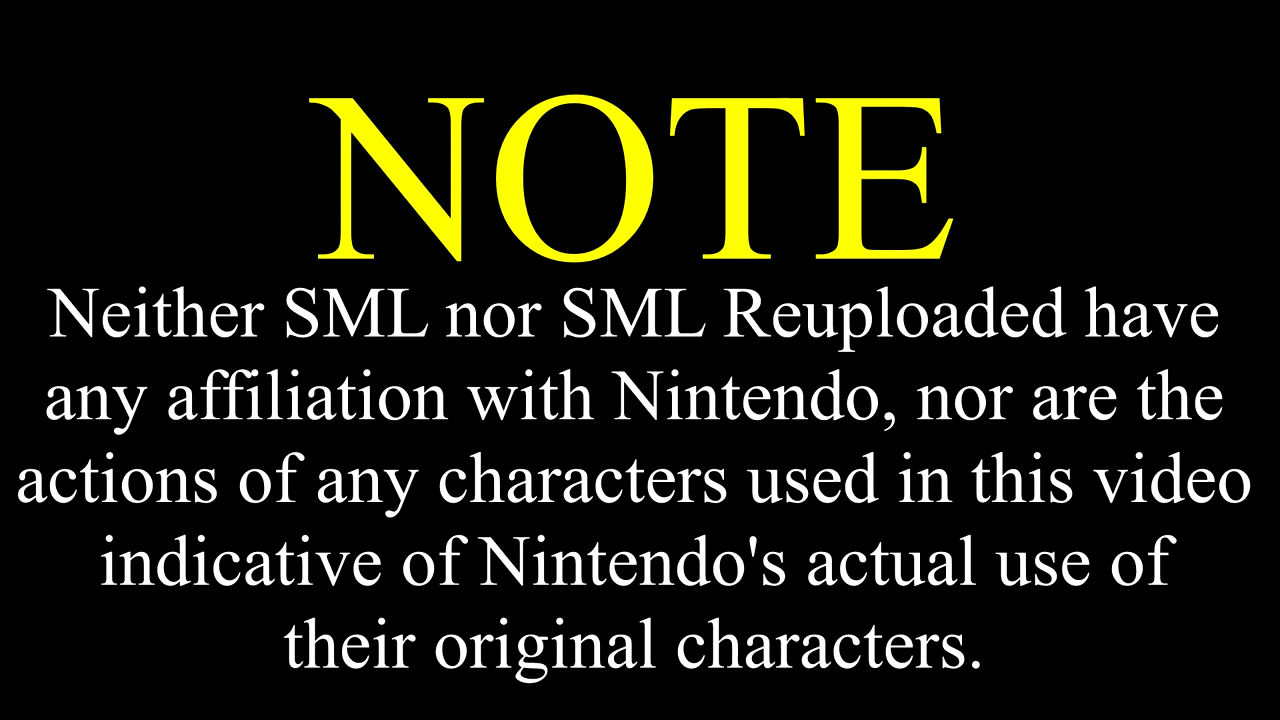 NOTE
Neither SML nor SML Reuploaded have
any affiliation with Nintendo, nor are the
actions of any characters used in this video
indicative of Nintendo's actual use of
their original characters.